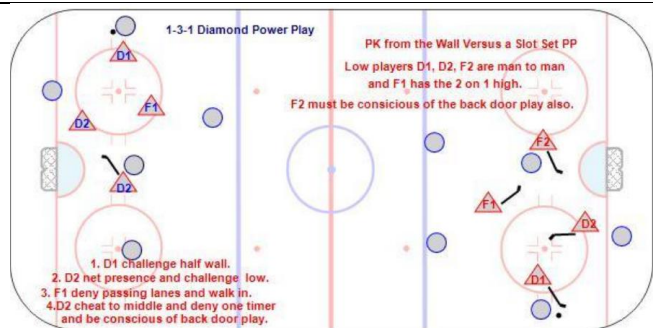 1-3-1 Diamond Power Play
D1
F1
D2
D2
1. D1 challenge half wall.
2. D2 net presence and challenge low.
3. F1 deny passing lanes and walk in.
4.D2 cheat to middle and deny one timer
and be conscious of back door play.
PK from the Wall Versus a Slot Set PP
Low players D1, D2, F2 are man to man
and F1 has the 2 on 1 high.
F2 must be consicious of the back door play also.
F2
F1
D2
D1